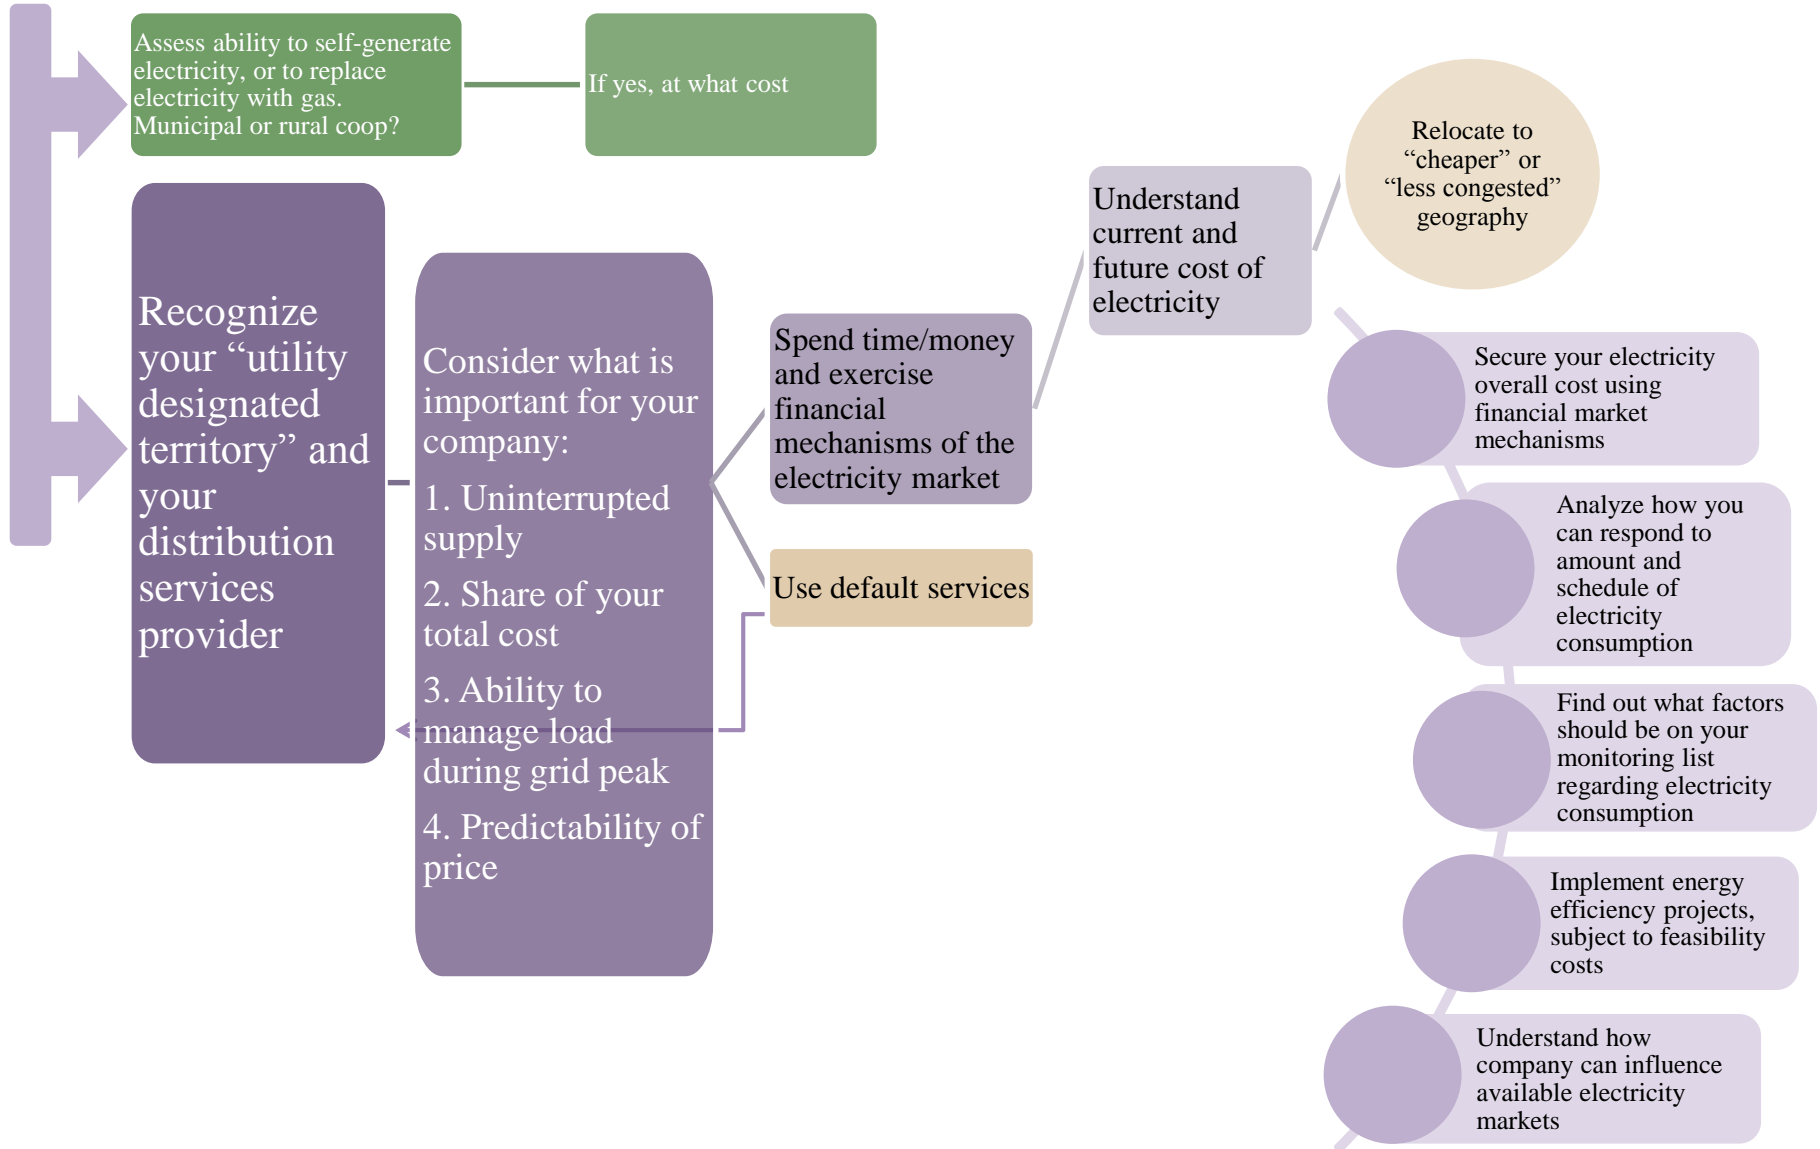 Assess ability to self-generate
electricity, or to replace
electricity with gas.
Municipal or rural coop?
If yes, at what cost
Recognize
your “utility
designated
territory” and
your
distribution
services
provider
Consider what is
important for your
company:
1. Uninterrupted
supply
2. Share of your
total cost
3. Ability to
manage load
during grid peak
4. Predictability of
price
Spend time/money
and exercise
financial
mechanisms of the
electricity market
Use default services
Understand
current and
future cost of
electricity
Relocate to
“cheaper” or
“less congested”
geography
Secure your electricity
overall cost using
financial market
mechanisms
Analyze how you
can respond to
amount and
schedule of
electricity
consumption
Find out what factors
should be on your
monitoring list
regarding electricity
consumption
Implement energy
efficiency projects,
subject to feasibility
costs
Understand how
company can influence
available electricity
markets